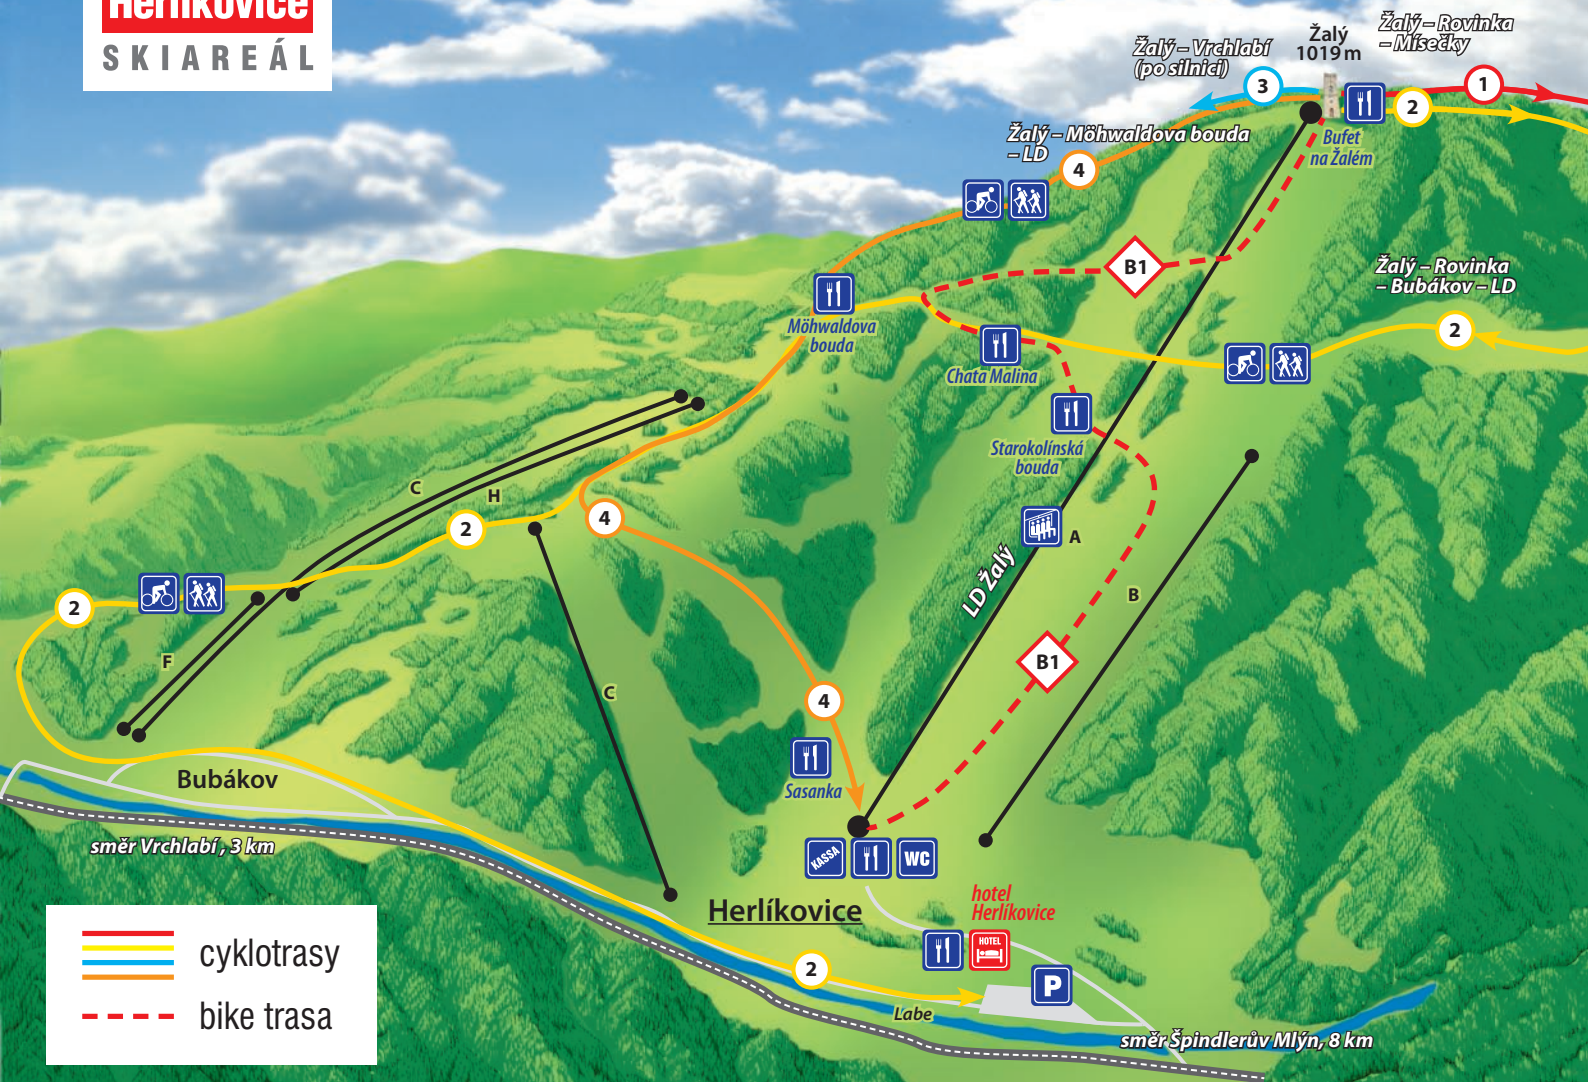 Herlíkovice
SKIAREÁL
Žalý – Vrchlabí
(po silnici)
3
Žalý
1019 m
Žalý – Rovinka
– Mísečky
1
2
Bufet
na Žalém
Žalý – Möhwaldova bouda
– LD
4
B1
Žalý – Rovinka
– Bubákov – LD
2
Möhwaldova
bouda
Chata Malina
Starokolínská
bouda
C
H
2
4
LD Žalý
A
B
2
F
C
B1
4
Sasanka
Bubákov
směr Vrchlabí , 3 km
KASSA
WC
Herlíkovice
hotel
Herlíkovice
HOTEL
2
P
Labe
směr Špindlerův Mlýn, 8 km
cyklotrasy
bike trasa